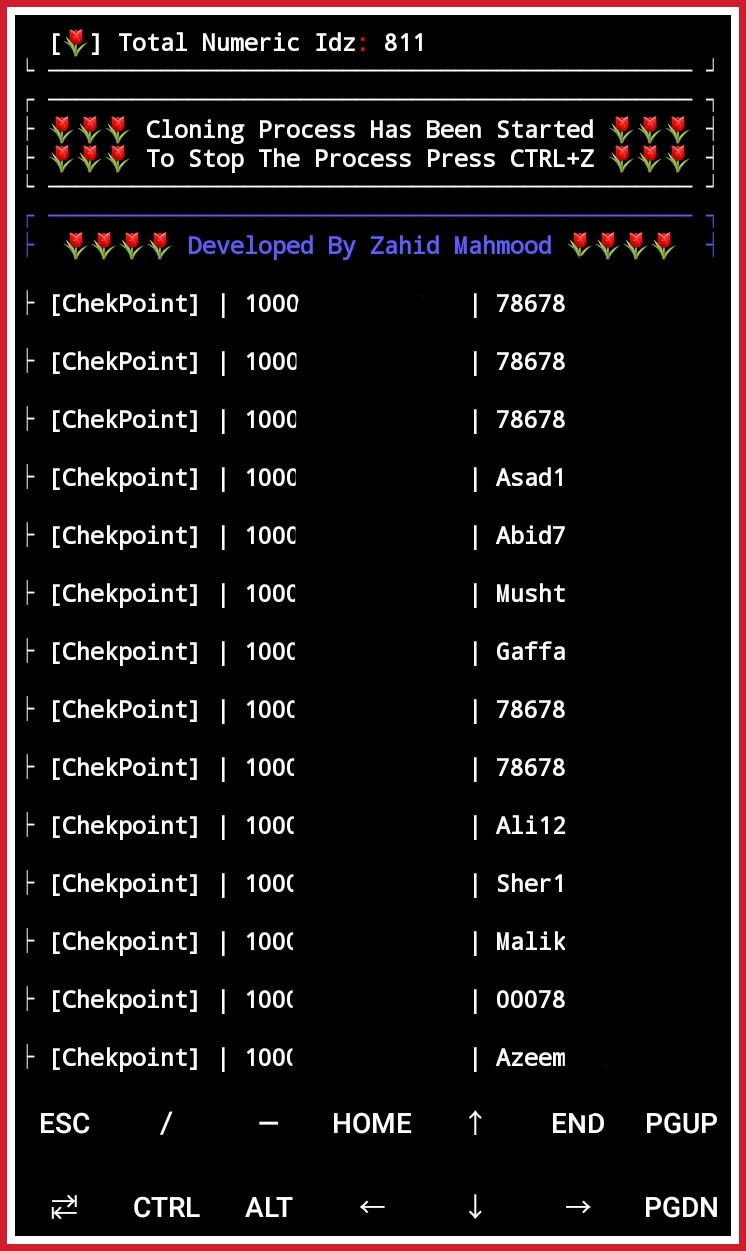 [🌷] Total Numeric Idz: 811
🌷🌷🌷 Cloning Process Has Been Started 🌷🌷🌷
🌷🌷🌷 To Stop The Process Press CTRL+Z 🌷🌷🌷
🌷🌷🌷🌷 Developed By Zahid Mahmood 🌷🌷🌷🌷
[ChekPoint] | 1000 | 78678
[ChekPoint] | 1000 | 78678
[ChekPoint] | 1000 | 78678
[Chekpoint] | 1000 | Asad1
[Chekpoint] | 1000 | Abid7
[Chekpoint] | 1000 | Musht
[Chekpoint] | 1000 | Gaffa
[ChekPoint] | 1000 | 78678
[ChekPoint] | 1000 | 78678
[Chekpoint] | 1000 | Ali12
[Chekpoint] | 1000 | Sher1
[Chekpoint] | 1000 | Malik
[Chekpoint] | 1000 | 00078
[Chekpoint] | 1000 | Azeem
ESC / — HOME ↑ END PGUP
⇄ CTRL ALT ← ↓ → PGDN